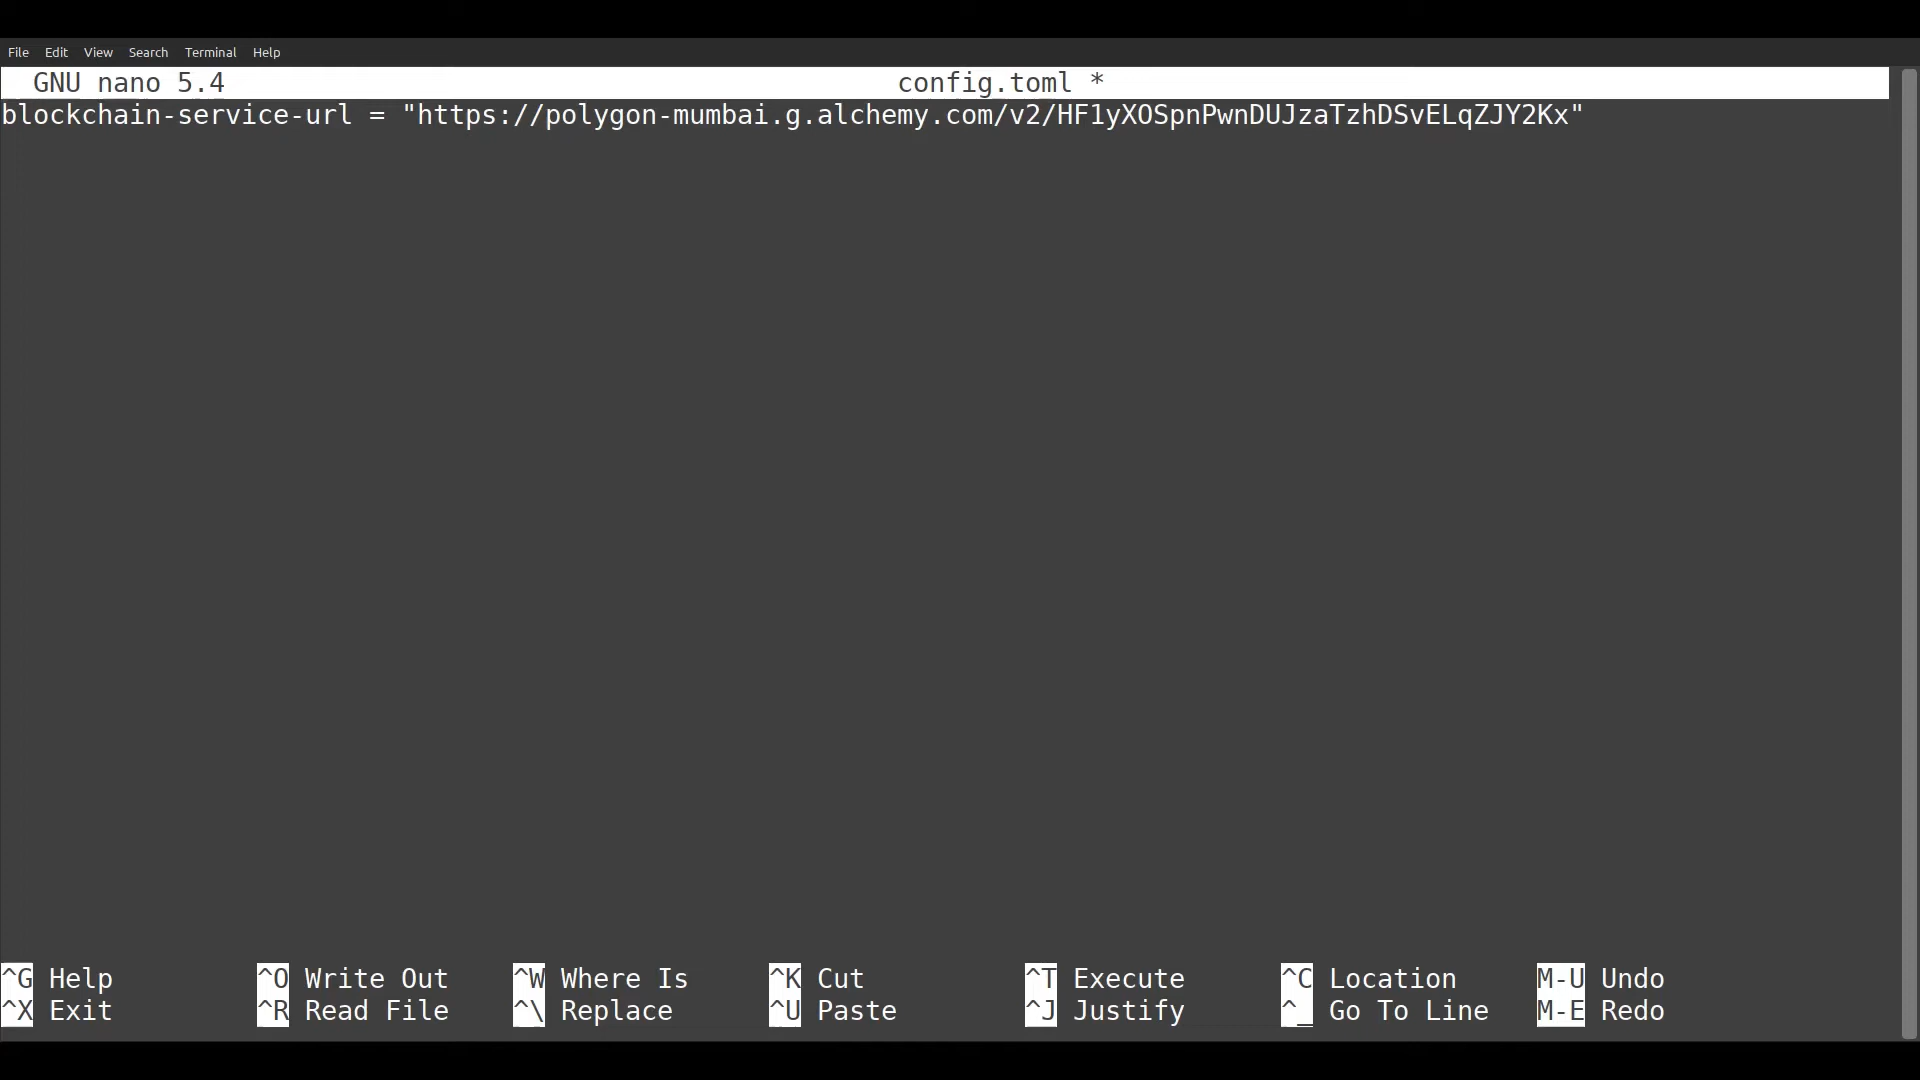 File Edit View Search Terminal Help
GNU nano 5.4 config.toml *
blockchain-service-url = "https://polygon-mumbai.g.alchemy.com/v2/HF1yXOSpnPwnDUJzaTzhDSvELqZJY2Kx"
^G Help ^O Write Out ^W Where Is ^K Cut ^T Execute ^C Location M-U Undo
^X Exit ^R Read File ^\ Replace ^U Paste ^J Justify ^_ Go To Line M-E Redo